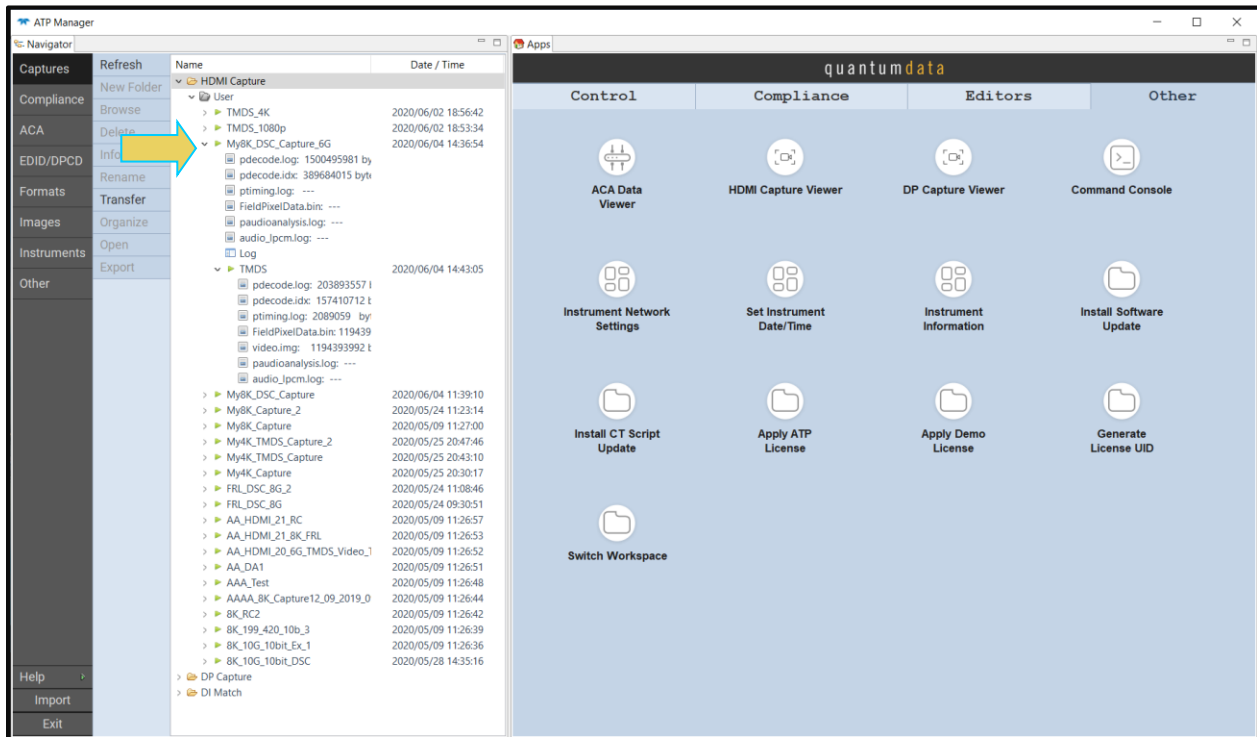 ATP Manager
Navigator
Captures
Compliance
ACA
EDID/DPCD
Formats
Images
Instruments
Other
Help
Import
Exit
Refresh
New Folder
Browse
Delete
Info
Rename
Transfer
Organize
Open
Export
Name Date / Time
HDMI Capture
User
TMDS_4K 2020/06/02 18:56:42
TMDS_1080p 2020/06/02 18:53:34
My8K_DSC_Capture_6G 2020/06/04 14:36:54
pdecode.log: 1500495981 by
pdecode.idx: 389684015 byte
ptiming.log: ---
FieldPixelData.bin: ---
paudioanalysis.log: ---
audio_lpcm.log: ---
Log
TMDS 2020/06/04 14:43:05
pdecode.log: 203893557 l
pdecode.idx: 157410712 b
ptiming.log: 2089059 by
FieldPixelData.bin: 119439
video.img: 1194393992 b
paudioanalysis.log: ---
audio_lpcm.log: ---
My8K_DSC_Capture 2020/06/04 11:39:10
My8K_Capture_2 2020/05/24 11:23:14
My8K_Capture 2020/05/09 11:27:00
My4K_TMDS_Capture_2 2020/05/25 20:47:46
My4K_TMDS_Capture 2020/05/25 20:43:10
My4K_Capture 2020/05/25 20:30:17
FRL_DSC_8G_2 2020/05/24 11:08:46
FRL_DSC_8G 2020/05/24 09:30:51
AA_HDMI_21_RC 2020/05/09 11:26:57
AA_HDMI_21_8K_FRL 2020/05/09 11:26:53
AA_HDMI_20_6G_TMDS_Video_T 2020/05/09 11:26:52
AA_DA1 2020/05/09 11:26:51
AAA_Test 2020/05/09 11:26:48
AAAA_8K_Capture12_09_2019_0 2020/05/09 11:26:44
8K_RC2 2020/05/09 11:26:42
8K_199_420_10b_3 2020/05/09 11:26:39
8K_10G_10bit_Ex_1 2020/05/09 11:26:36
8K_10G_10bit_DSC 2020/05/28 14:35:16
DP Capture
DI Match
Apps
quantumdata
Control Compliance Editors Other
ACA Data
Viewer
HDMI Capture Viewer
DP Capture Viewer
Command Console
Instrument Network
Settings
Set Instrument
Date/Time
Instrument
Information
Install Software
Update
Install CT Script
Update
Apply ATP
License
Apply Demo
License
Generate
License UID
Switch Workspace